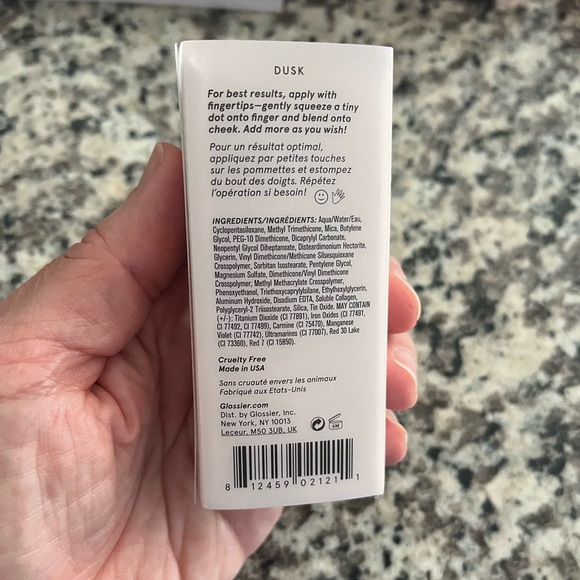 DUSK
For best results, apply with
fingertips—gently squeeze a tiny
dot onto finger and blend onto
cheek. Add more as you wish!
Pour un résultat optimal,
appliquez par petites touches
sur les pommettes et estompez
du bout des doigts. Répétez
l'opération si besoin!
INGREDIENTS/INGRÉDIENTS: Aqua/Water/Eau,
Cyclopentasiloxane, Methyl Trimethicone, Mica, Butylene
Glycol, PEG-10 Dimethicone, Dicaprylyl Carbonate,
Neopentyl Glycol Diheptanoate, Disteardimonium Hectorite,
Glycerin, Vinyl Dimethicone/Methicone Silsesquioxane
Crosspolymer, Sorbitan Isostearate, Pentylene Glycol,
Magnesium Sulfate, Dimethicone/Vinyl Dimethicone
Crosspolymer, Methyl Methacrylate Crosspolymer,
Phenoxyethanol, Triethoxycaprylylsilane, Ethylhexylglycerin,
Aluminum Hydroxide, Disodium EDTA, Soluble Collagen,
Polyglyceryl-2 Triisostearate, Silica, Tin Oxide. MAY CONTAIN
(+/-): Titanium Dioxide (CI 77891), Iron Oxides (CI 77491,
CI 77492, CI 77499), Carmine (CI 75470), Manganese
Violet (CI 77742), Ultramarines (CI 77007), Red 30 Lake
(CI 73360), Red 7 (CI 15850).
Cruelty Free
Made in USA
Sans cruauté envers les animaux
Fabriqué aux Etats-Unis
Glossier.com
Dist. by Glossier, Inc.
New York, NY 10013
Leceur, M50 3UB, UK
8 12459 02121 1